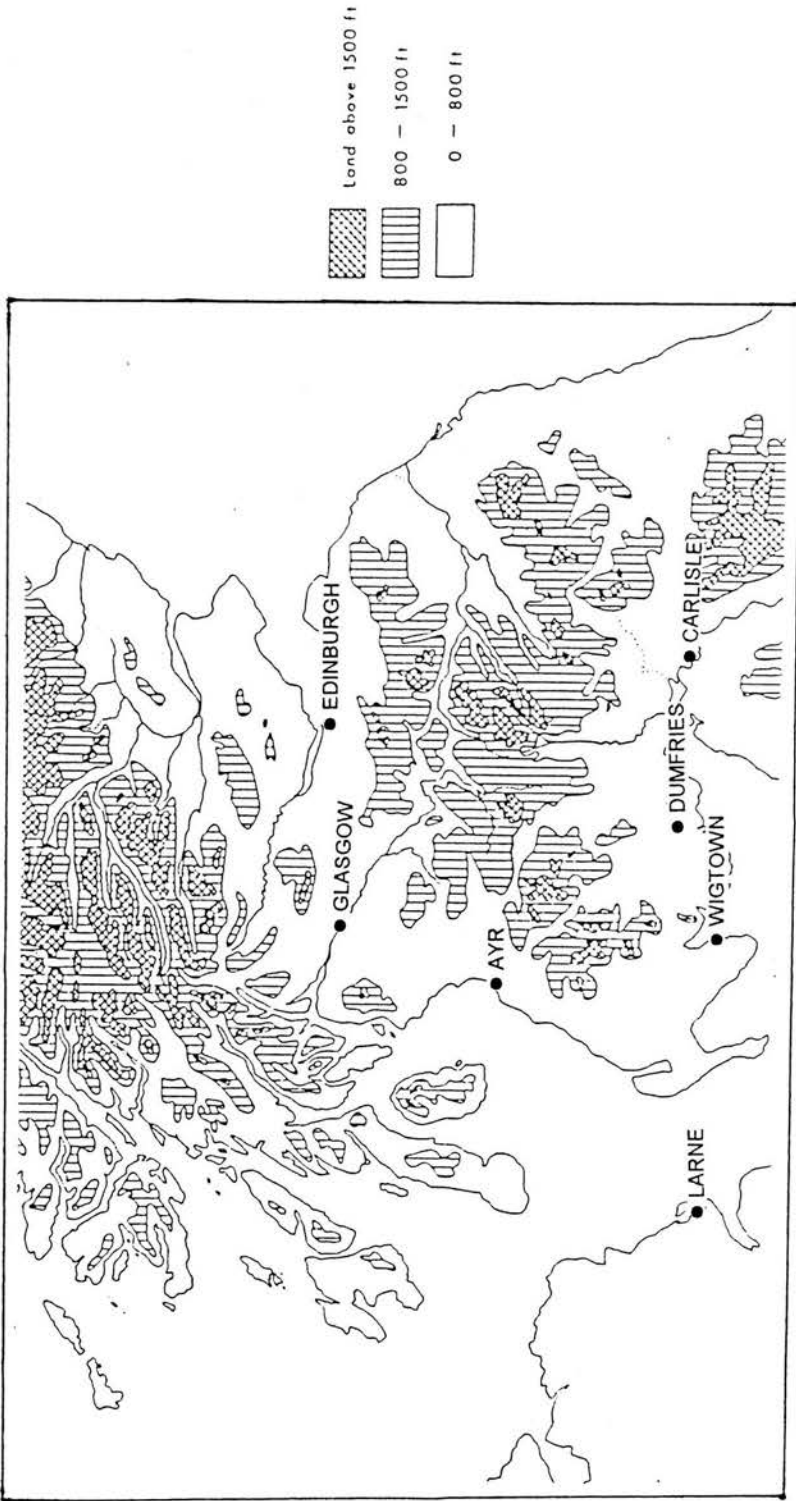 Land above 1500 ft
800 – 1500 ft
0 – 800 ft
EDINBURGH
GLASGOW
AYR
DUMFRIES
CARLISLE
WIGTOWN
LARNE